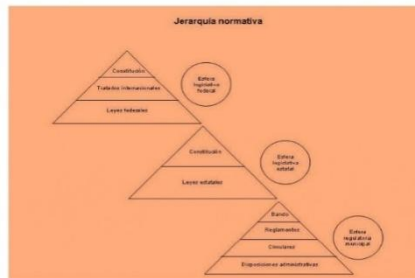 Jerarquía normativa
Constitución
Tratados internacionales
Leyes federales
Esfera
legislativa
federal
Constitución
Leyes estatales
Esfera
legislativa
estatal
Bando
Reglamentos
Circulares
Disposiciones administrativas
Esfera
municipal